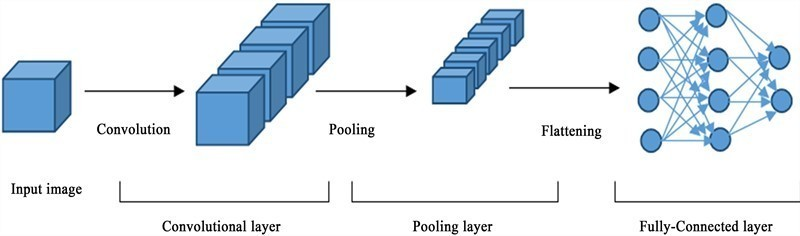 Convolution
Pooling
Flattening
Input image
Convolutional layer
Pooling layer
Fully-Connected layer